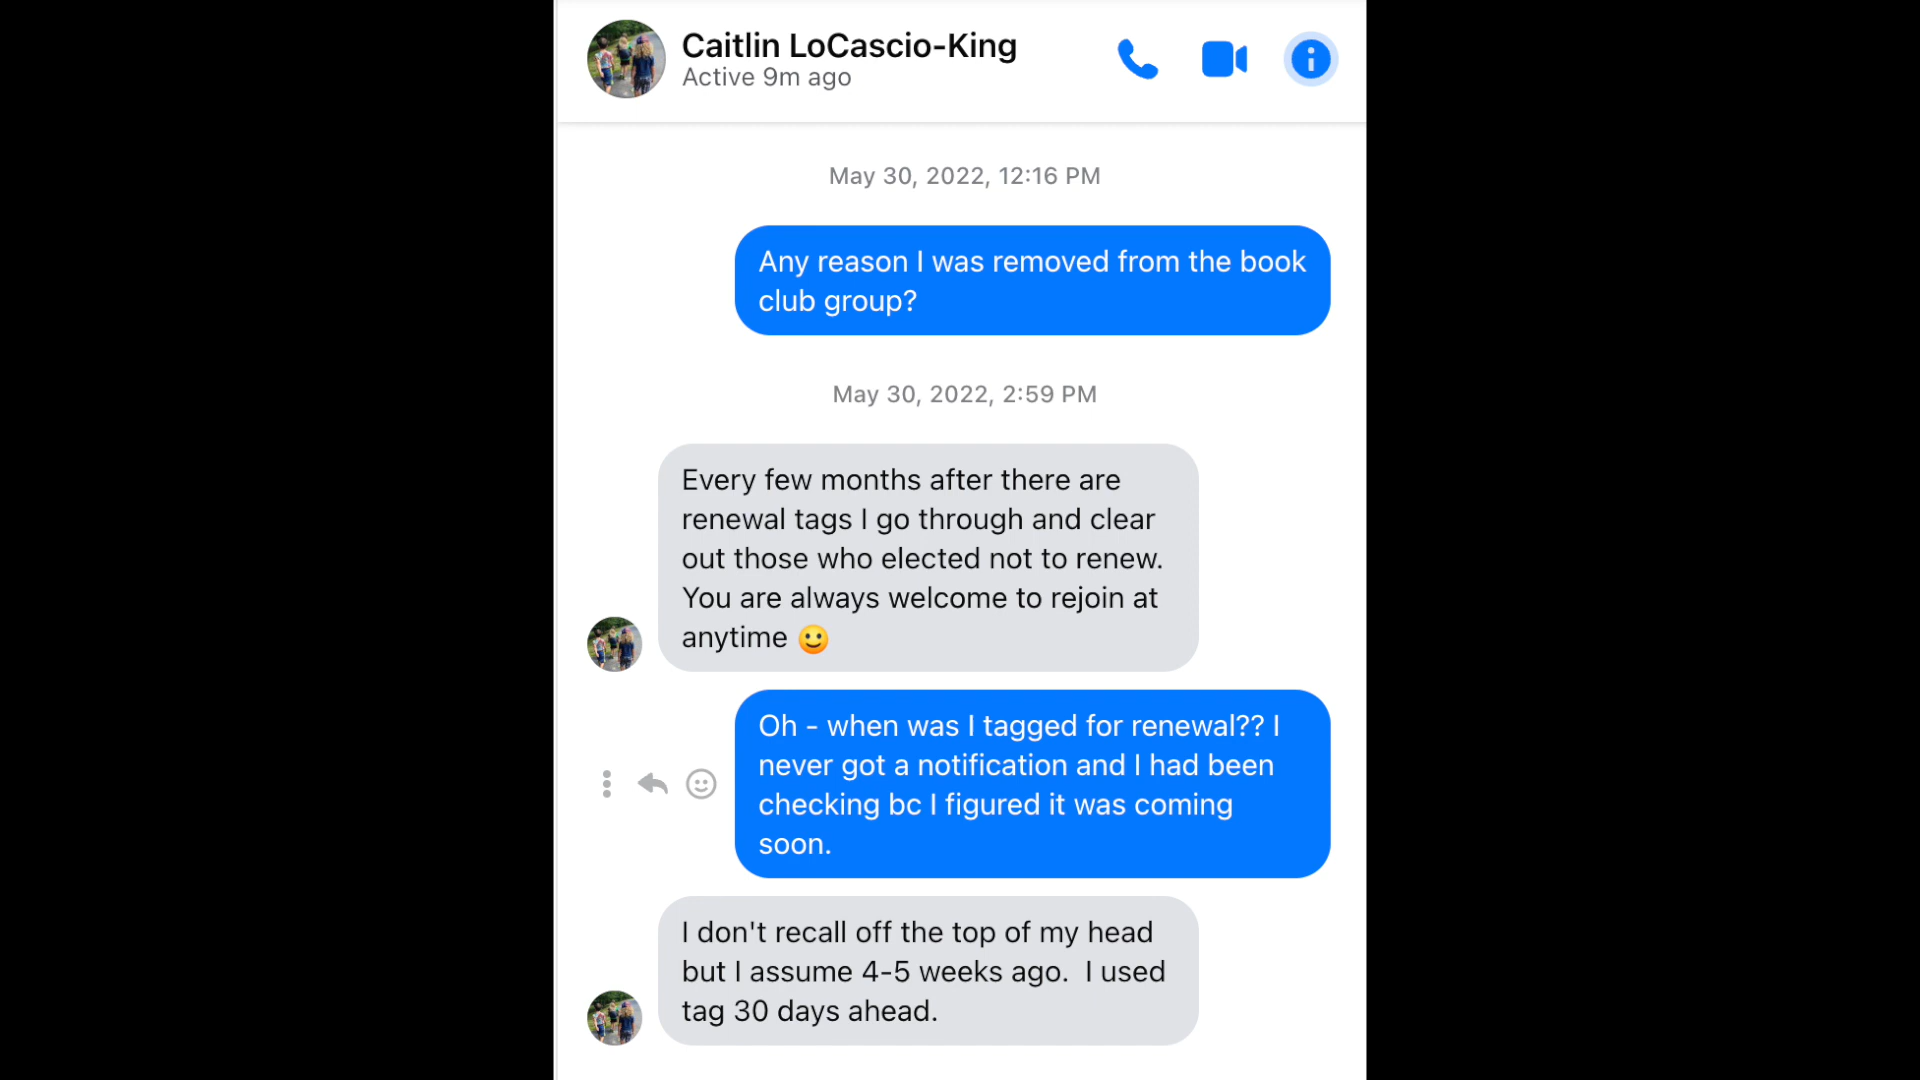 Caitlin LoCascio-King
Active 9m ago
May 30, 2022, 12:16 PM
Any reason I was removed from the book
club group?
May 30, 2022, 2:59 PM
Every few months after there are
renewal tags I go through and clear
out those who elected not to renew.
You are always welcome to rejoin at
anytime 🙂
Oh - when was I tagged for renewal?? I
never got a notification and I had been
checking bc I figured it was coming
soon.
I don't recall off the top of my head
but I assume 4-5 weeks ago.  I used
tag 30 days ahead.